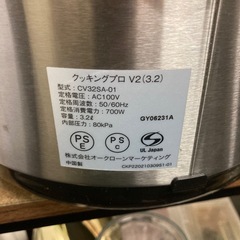 クッキングプロ V2(3.2)
型式：CV32SA-01
定格電圧：AC100V
定格周波数：50/60Hz
定格消費電力：700W
容量：3.2ℓ
内部圧力：80kPa
GY06231A
PS
E
PS
C
UL Japan
株式会社オークローンマーケティング
中国製